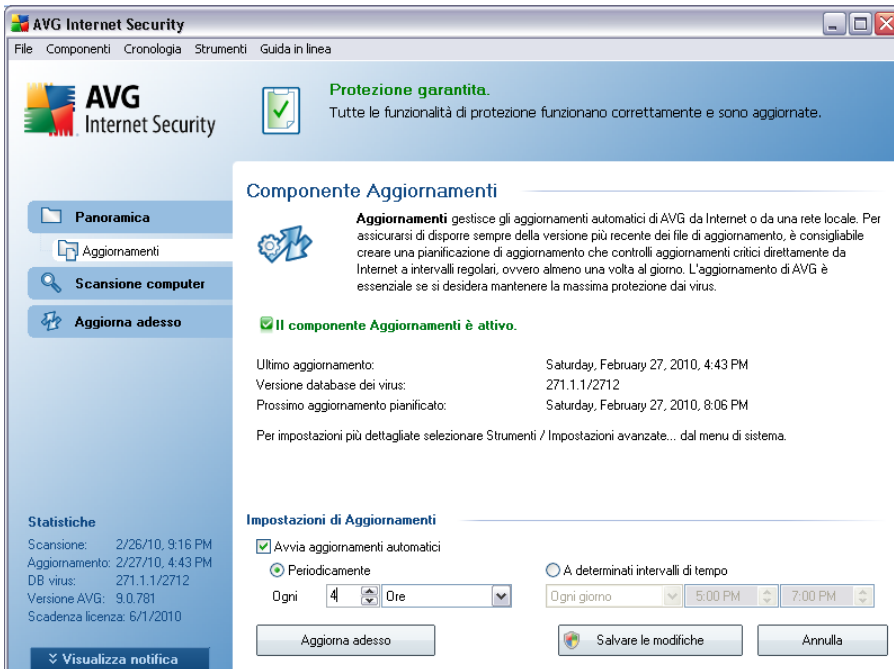 AVG Internet Security
File Componenti Cronologia Strumenti Guida in linea
AVG
Internet Security
Protezione garantita.
Tutte le funzionalità di protezione funzionano correttamente e sono aggiornate.
Panoramica
Aggiornamenti
Scansione computer
Aggiorna adesso
Componente Aggiornamenti
Aggiornamenti gestisce gli aggiornamenti automatici di AVG da Internet o da una rete locale. Per
assicurarsi di disporre sempre della versione più recente dei file di aggiornamento, è consigliabile
creare una pianificazione di aggiornamento che controlli aggiornamenti critici direttamente da
Internet a intervalli regolari, ovvero almeno una volta al giorno. L'aggiornamento di AVG è
essenziale se si desidera mantenere la massima protezione dai virus.
Il componente Aggiornamenti è attivo.
Ultimo aggiornamento: Saturday, February 27, 2010, 4:43 PM
Versione database dei virus: 271.1.1/2712
Prossimo aggiornamento pianificato: Saturday, February 27, 2010, 8:06 PM
Per impostazioni più dettagliate selezionare Strumenti / Impostazioni avanzate... dal menu di sistema.
Impostazioni di Aggiornamenti
Avvia aggiornamenti automatici
Periodicamente A determinati intervalli di tempo
Ogni 4 Ore Ogni giorno 5:00 PM 7:00 PM
Aggiorna adesso Salvare le modifiche Annulla
Statistiche
Scansione: 2/26/10, 9:16 PM
Aggiornamento: 2/27/10, 4:43 PM
DB virus: 271.1.1/2712
Versione AVG: 9.0.781
Scadenza licenza: 6/1/2010
Visualizza notifica